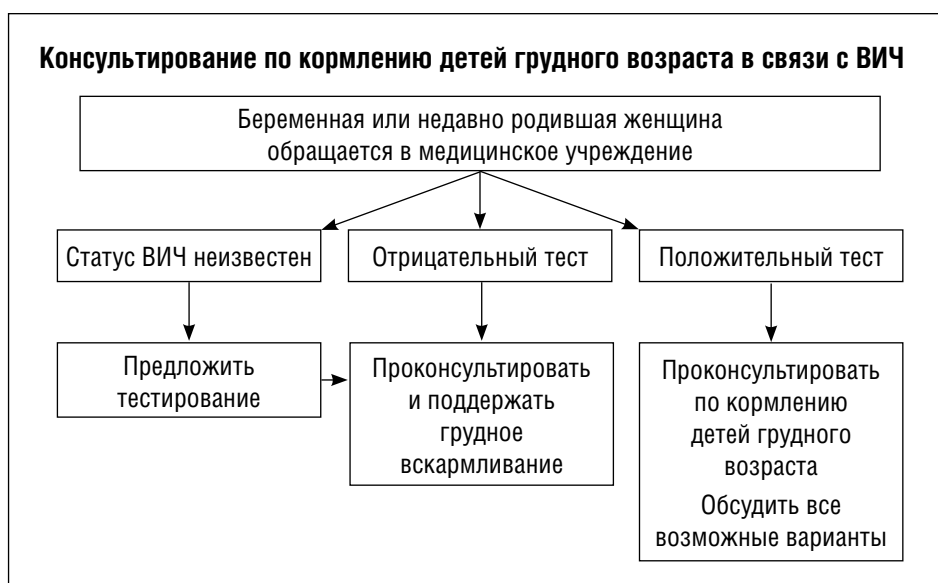 Консультирование по кормлению детей грудного возраста в связи с ВИЧ
Беременная или недавно родившая женщина
обращается в медицинское учреждение
Статус ВИЧ неизвестен
Отрицательный тест
Положительный тест
Предложить
тестирование
Проконсультировать
и поддержать
грудное
вскармливание
Проконсультировать
по кормлению
детей грудного
возраста
Обсудить все
возможные варианты